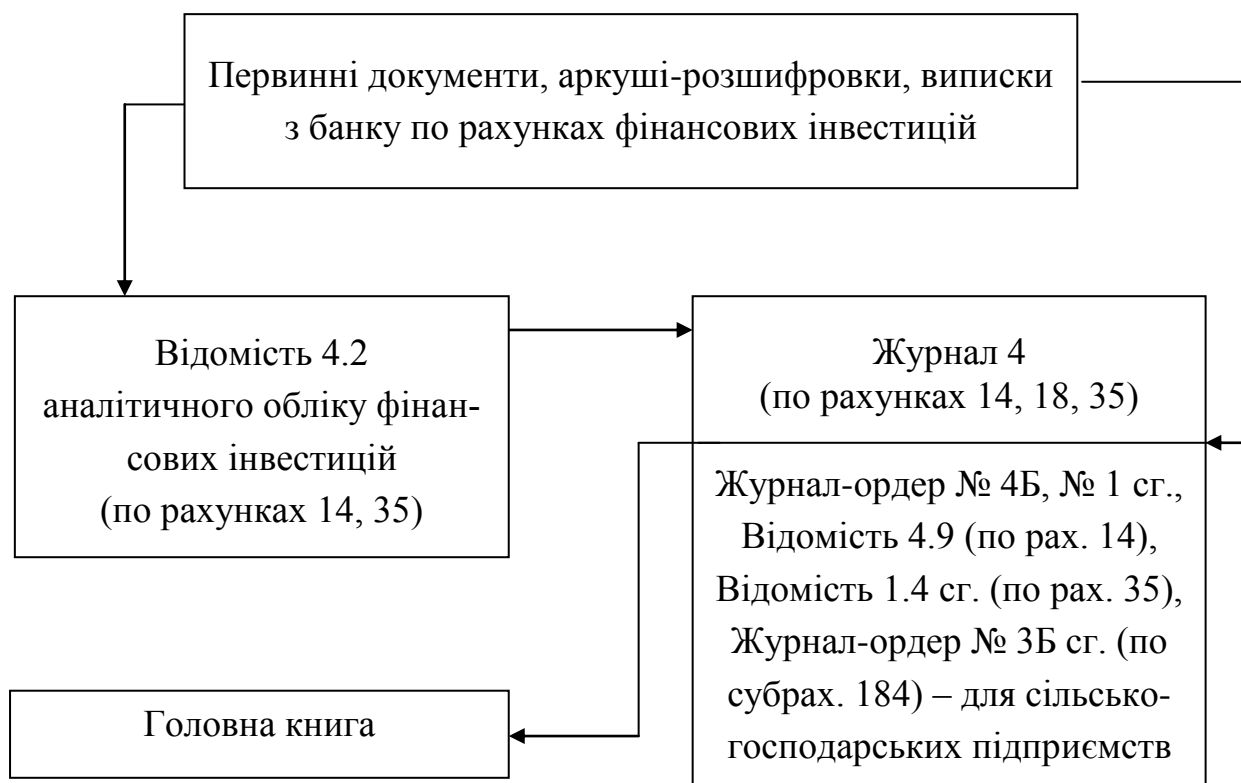 Первинні документи, аркуші-розшифровки, виписки
з банку по рахунках фінансових інвестицій
Відомість 4.2
аналітичного обліку фінан-
сових інвестицій
(по рахунках 14, 35)
Журнал 4
(по рахунках 14, 18, 35)
Журнал-ордер № 4Б, № 1 сг.,
Відомість 4.9 (по рах. 14),
Відомість 1.4 сг. (по рах. 35),
Журнал-ордер № 3Б сг. (по
субрах. 184) – для сільсько-
господарських підприємств
Головна книга